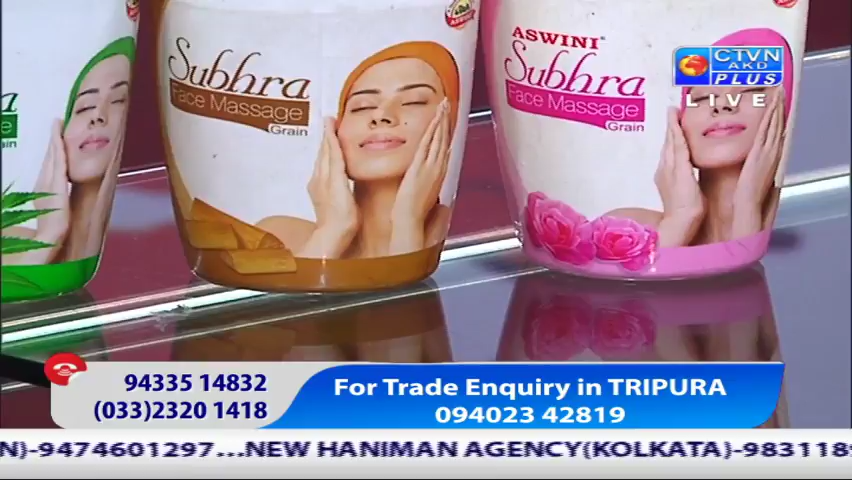 Subhra
Face Massage
Grain
ASWINI
Subhra
Face Massage
Grain
CTVN
AKD
PLUS
LIVE
94335 14832
(033)2320 1418
For Trade Enquiry in TRIPURA
094023 42819
N)-9474601297...NEW HANIMAN AGENCY(KOLKATA)-983118